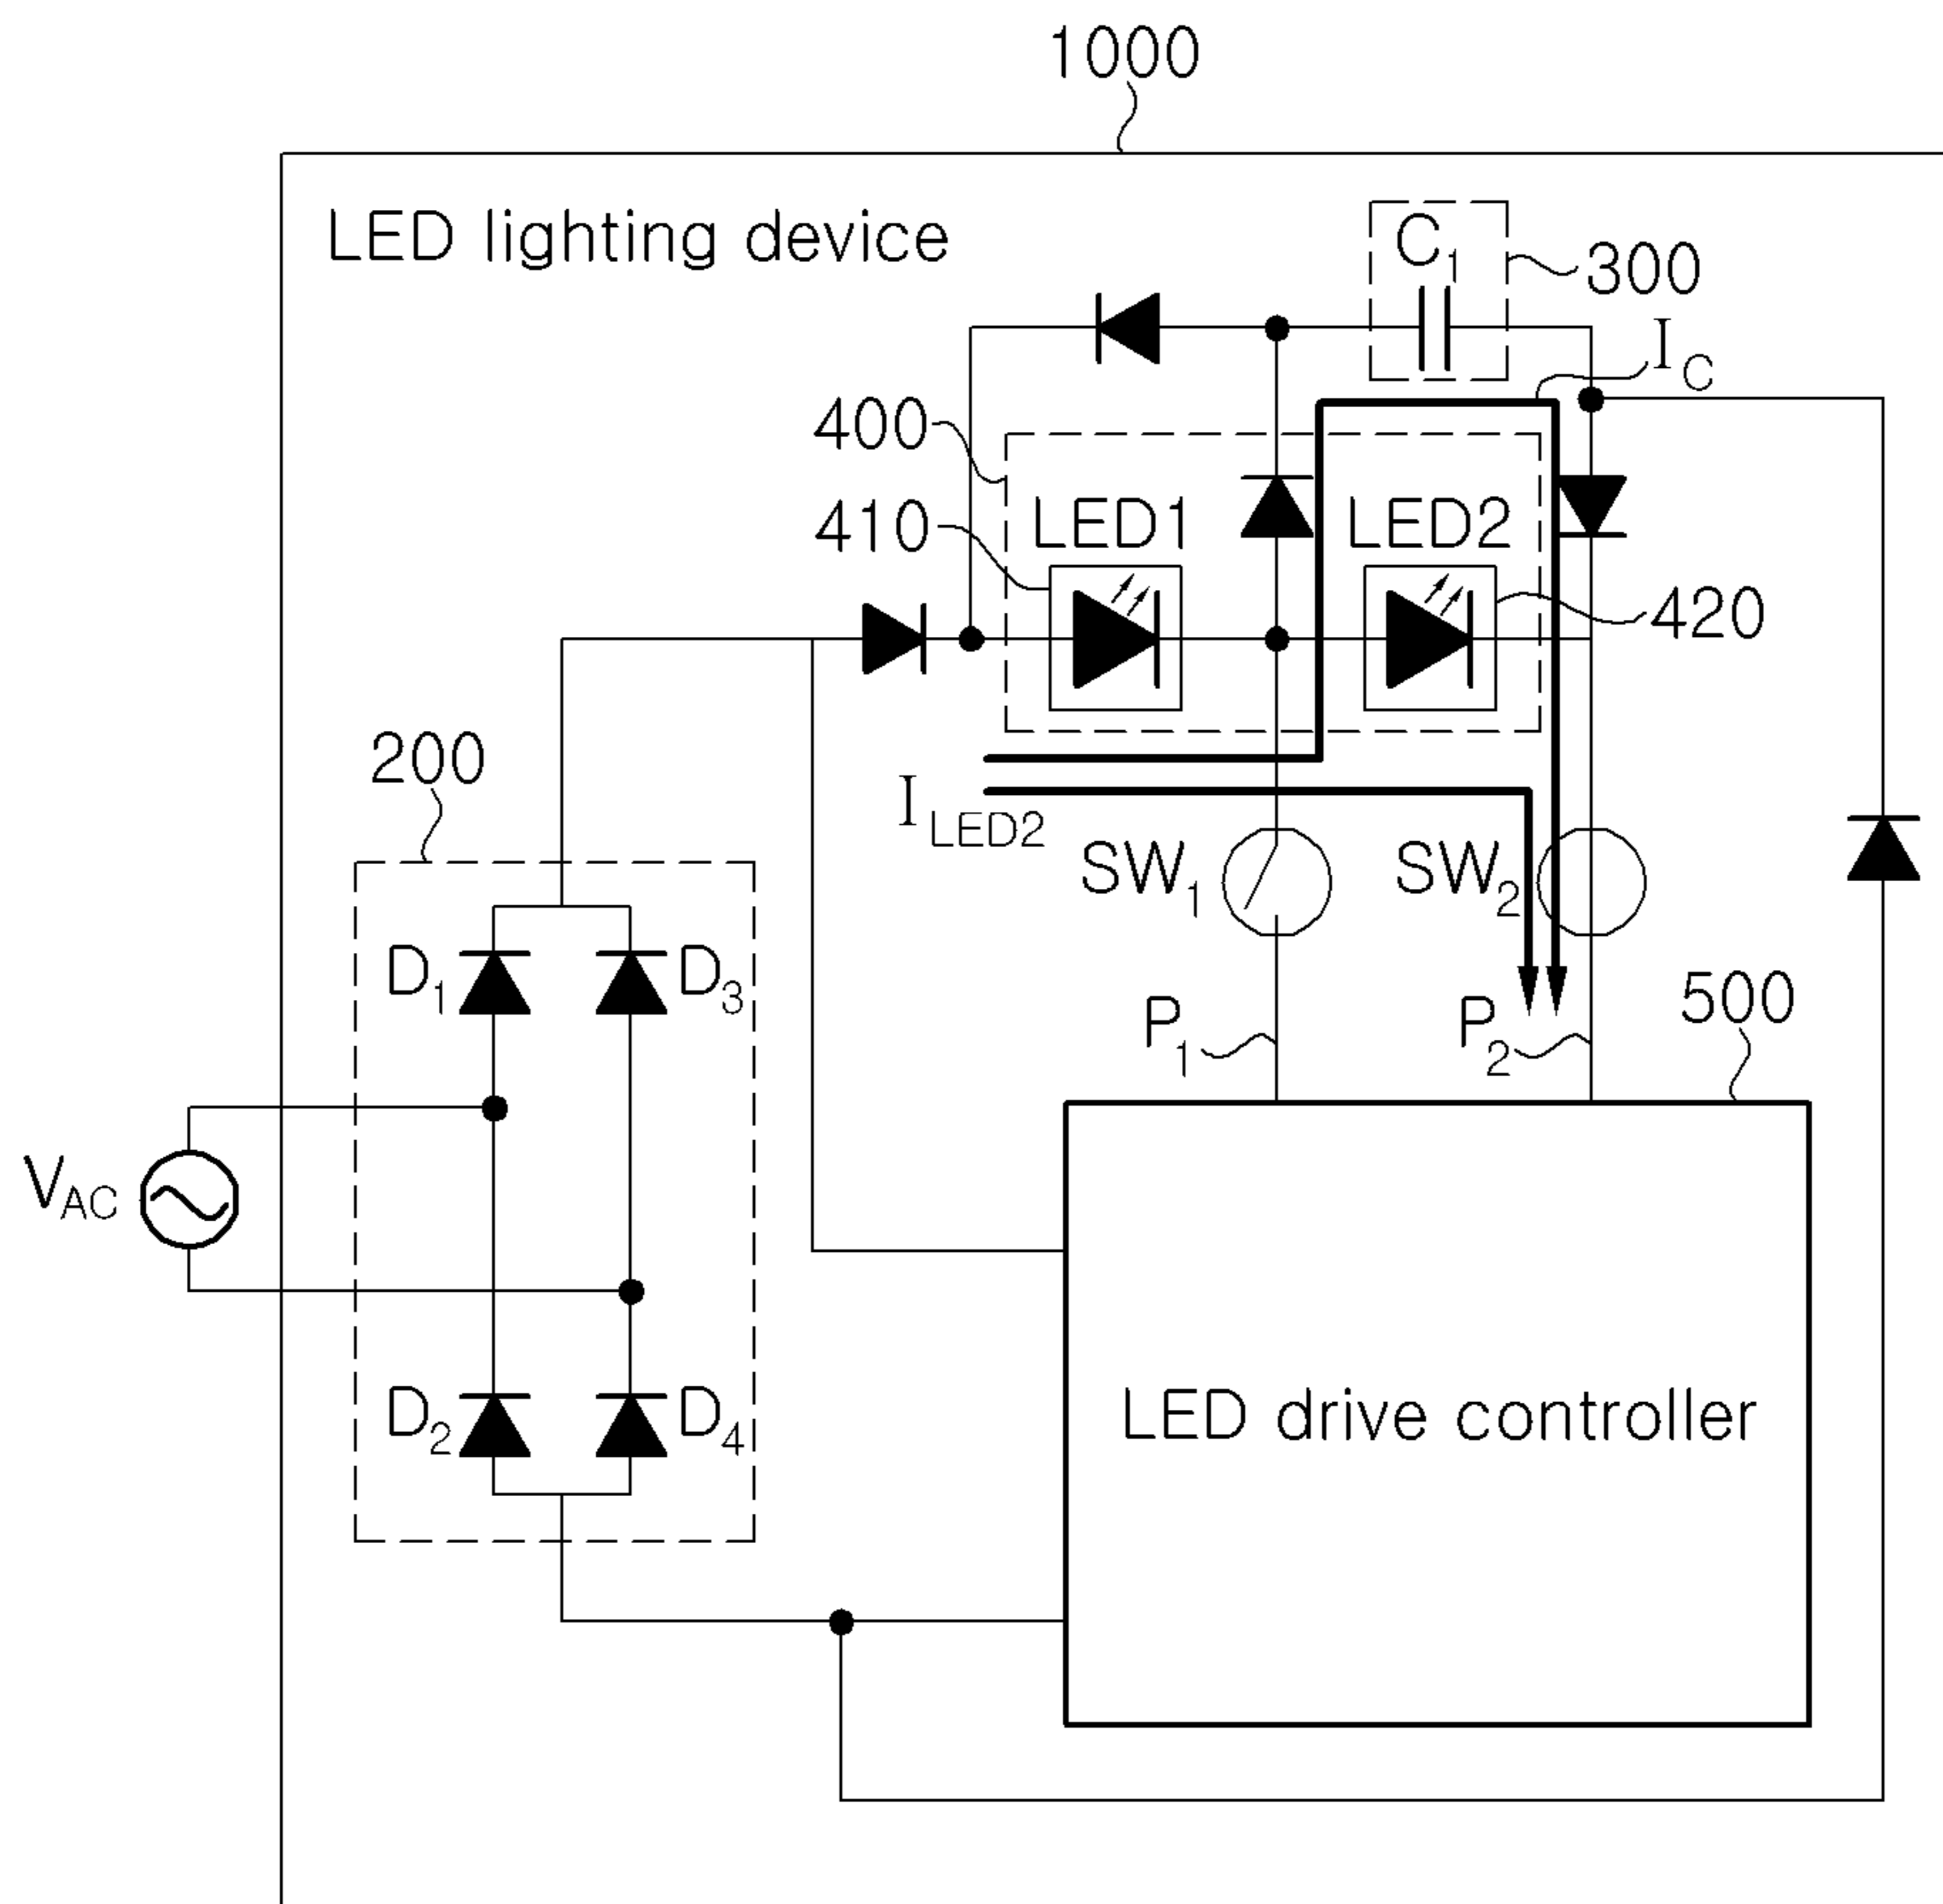 1000
LED lighting device
C1
300
IC
400
410
LED1
LED2
420
200
ILED2
SW1
SW2
D1
D3
P1
P2
500
VAC
D2
D4
LED drive controller